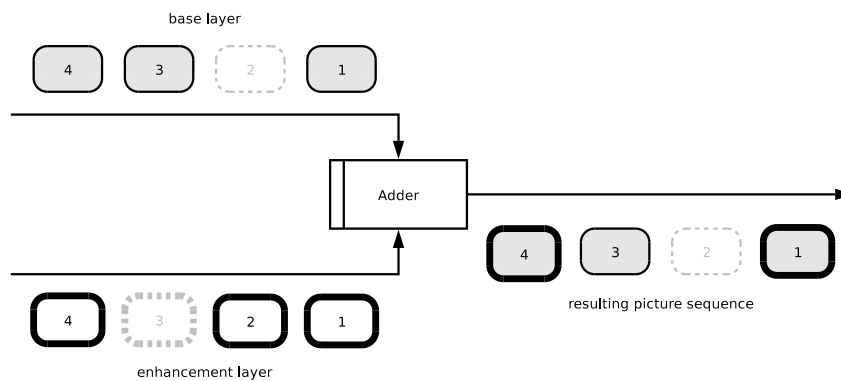 base layer
4 3 2 1
Adder
4 3 2 1
resulting picture sequence
4 3 2 1
enhancement layer